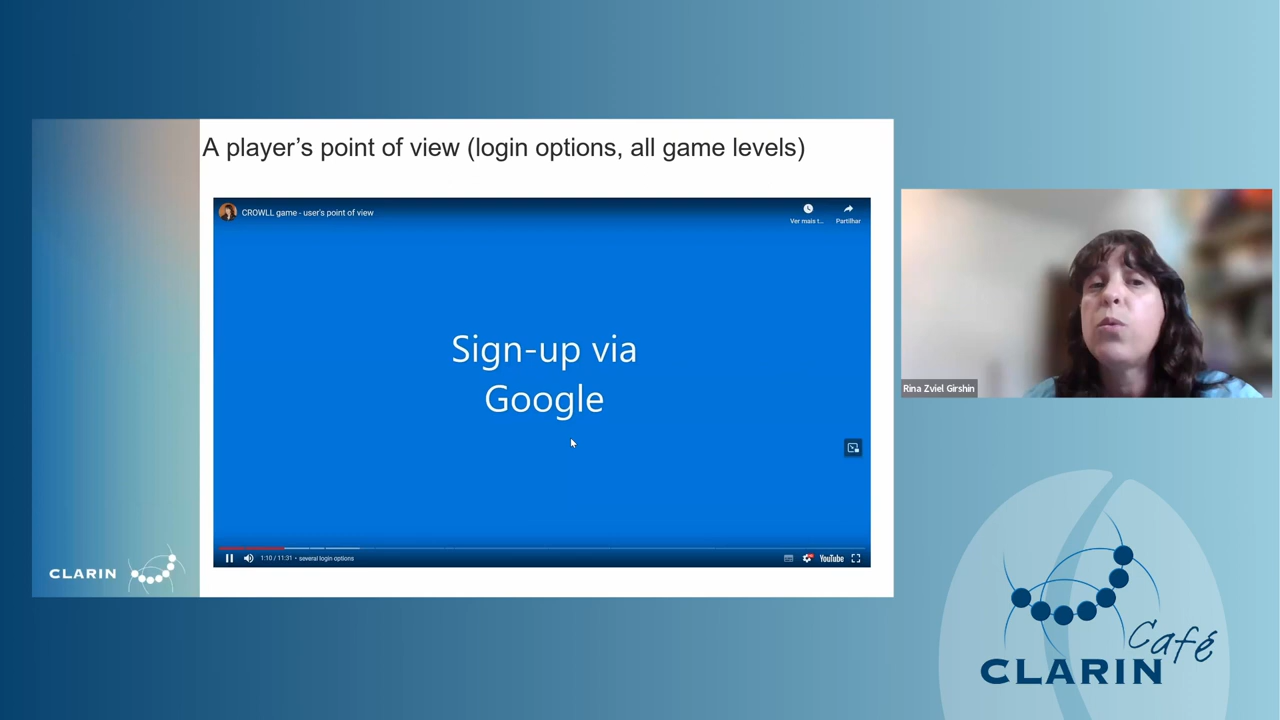 A player's point of view (login options, all game levels)
CROWLL game - user's point of view
Ver mais t...
Partilhar
Sign-up via
Google
1:10 / 11:31 • several login options
YouTube
CLARIN
Rina Zviel Girshin
Café
CLARIN